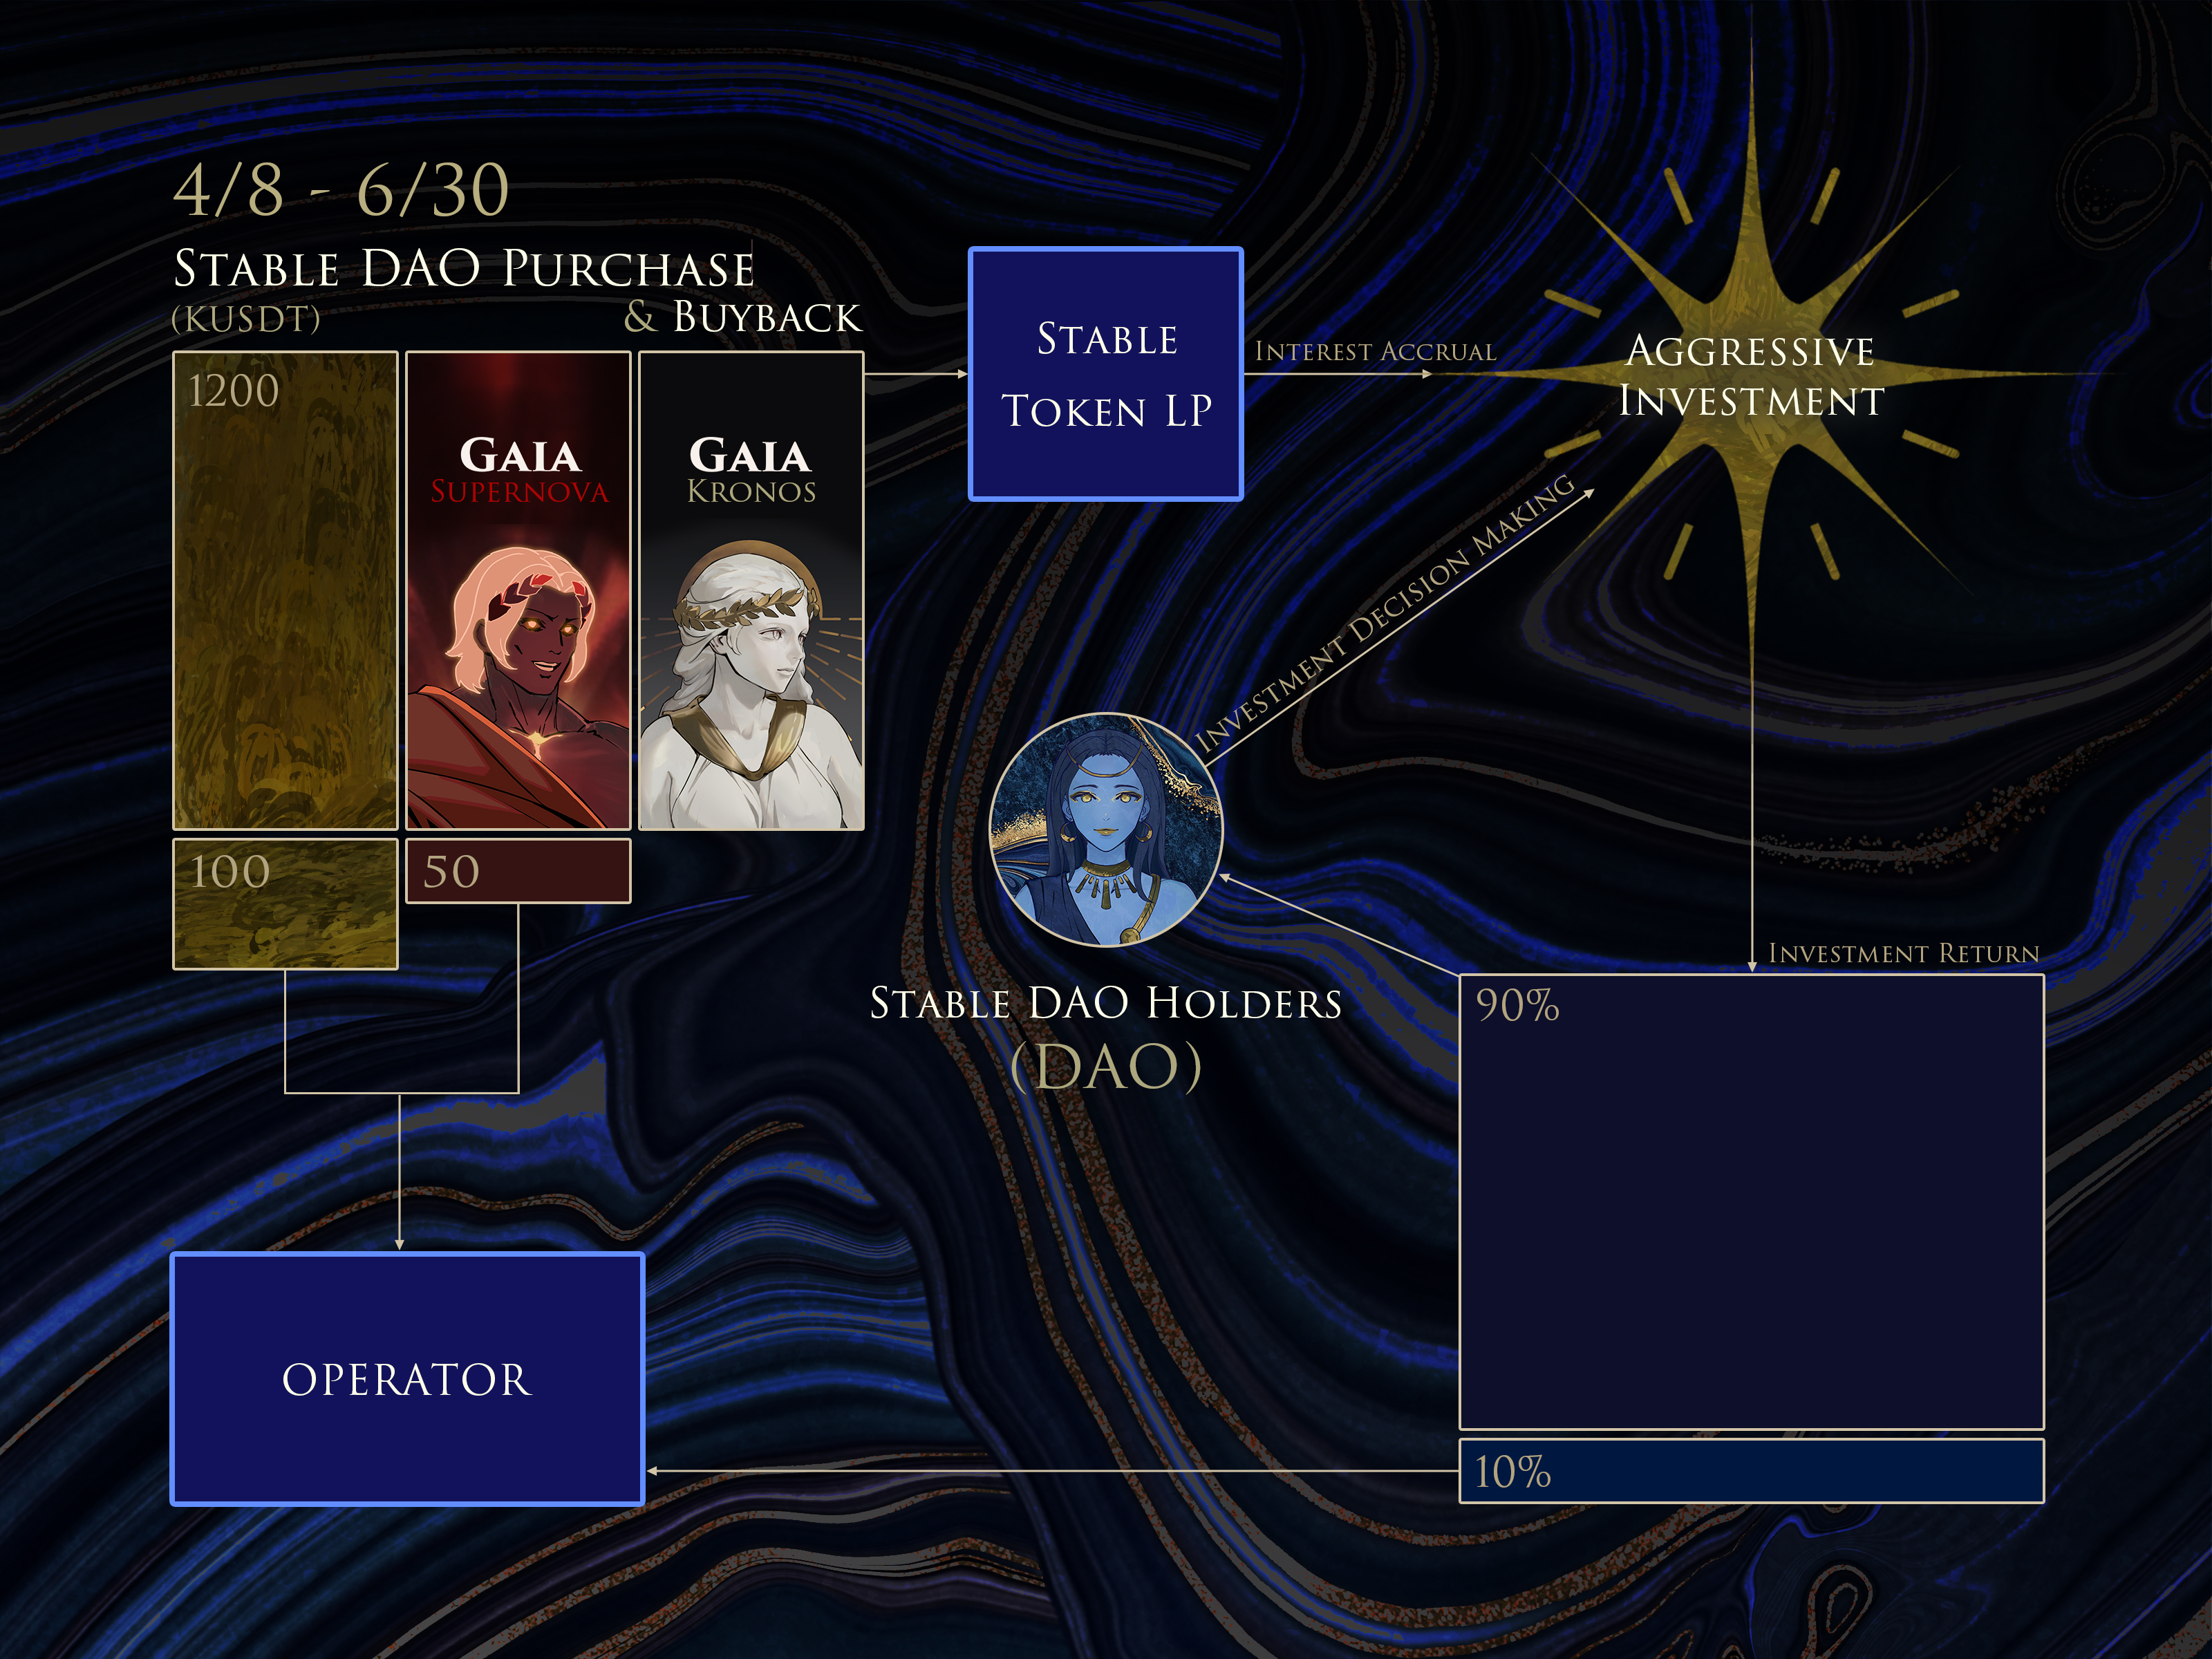 4/8 - 6/30
Stable DAO Purchase
(KUSDT)
& Buyback
1200
Gaia
Supernova
Gaia
Kronos
100
50
Stable
Token LP
Interest Accrual
Aggressive
Investment
Investment Decision Making
Stable DAO Holders
(DAO)
Investment Return
90%
10%
OPERATOR